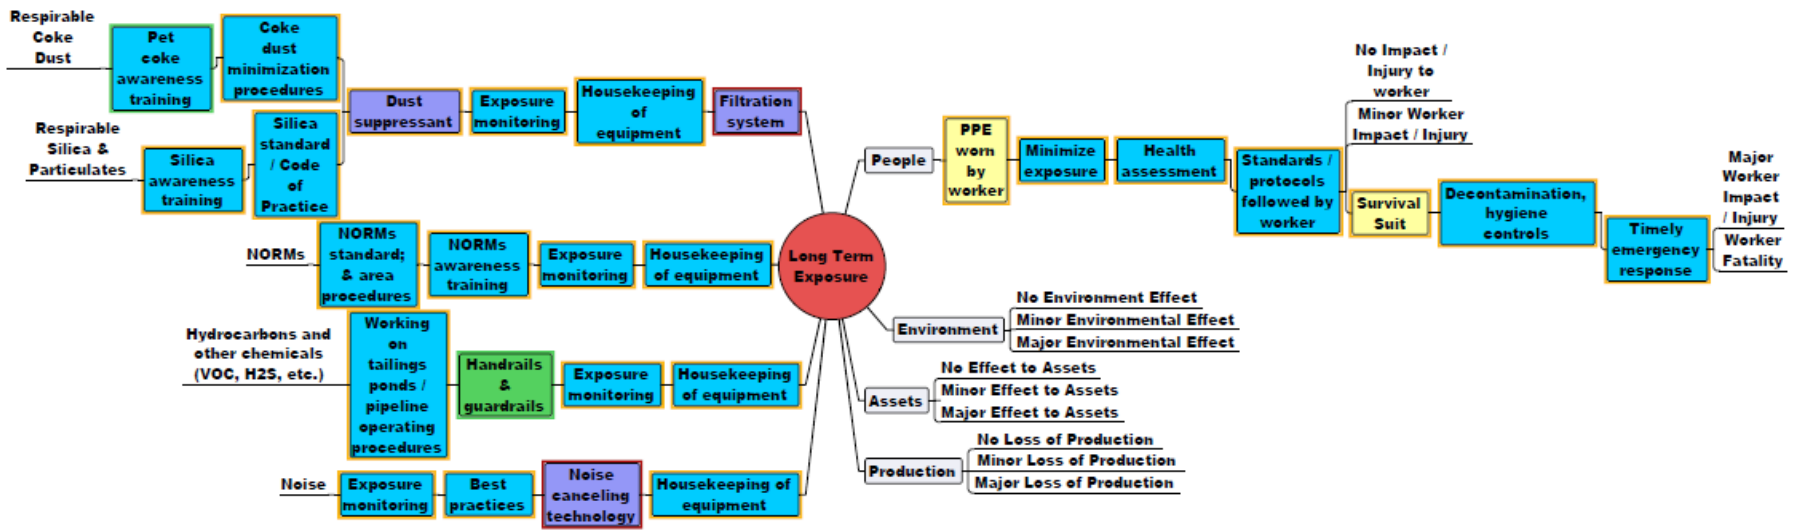 Respirable
Coke
Dust
Pet
coke
awareness
training
Coke
dust
minimization
procedures
Respirable
Silica &
Particulates
Silica
awareness
training
Silica
standard
/ Code
of
Practice
Dust
suppressant
Exposure
monitoring
Housekeeping
of
equipment
Filtration
system
NORMs
NORMs
standard;
& area
procedures
NORMs
awareness
training
Exposure
monitoring
Housekeeping
of equipment
Hydrocarbons and
other chemicals
(VOC, H2S, etc.)
Working
on
tailings
ponds /
pipeline
operating
procedures
Handrails
&
guardrails
Exposure
monitoring
Housekeeping
of equipment
Noise
Exposure
monitoring
Best
practices
Noise
canceling
technology
Housekeeping of
equipment
Long Term
Exposure
People
PPE
worn
by
worker
Minimize
exposure
Health
assessment
Standards /
protocols
followed by
worker
No Impact /
Injury to
worker
Minor Worker
Impact / Injury
Survival
Suit
Decontamination,
hygiene
controls
Timely
emergency
response
Major
Worker
Impact
/ Injury
Worker
Fatality
Environment
No Environment Effect
Minor Environmental Effect
Major Environmental Effect
Assets
No Effect to Assets
Minor Effect to Assets
Major Effect to Assets
Production
No Loss of Production
Minor Loss of Production
Major Loss of Production